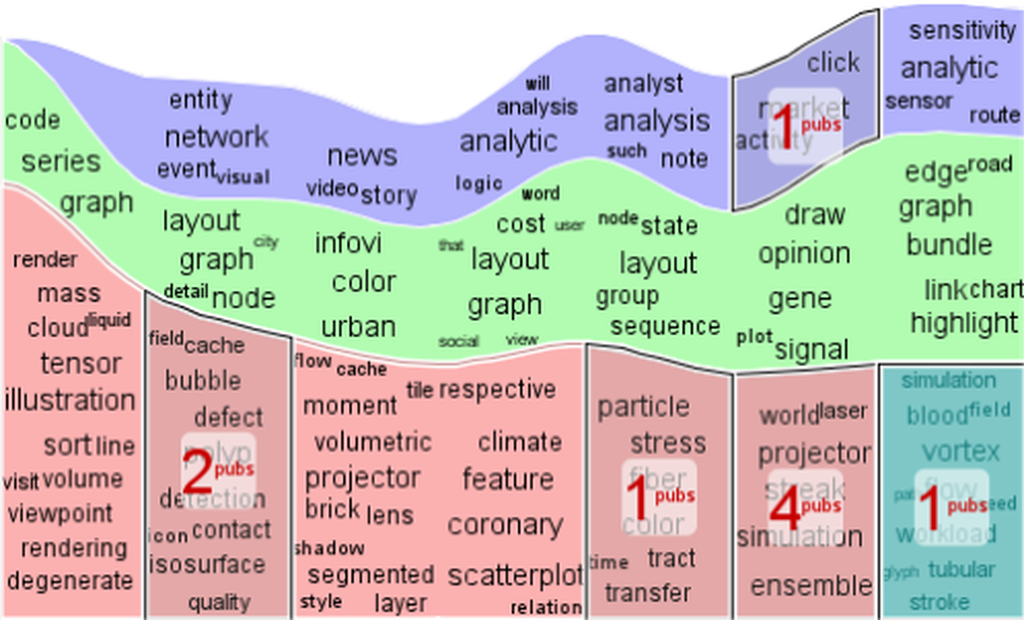 code
series
graph
entity
network
event visual
news
video story
will
analysis
analytic
logic
analyst
analysis
such note
click
market
activity
1 pubs
sensitivity
analytic
sensor
route
layout
graph city
detail node
infovi
color
urban
word
cost user
that layout
graph
social view
node state
layout
group
sequence
draw
opinion
gene
plot signal
edge road
graph
bundle
link chart
highlight
render
mass
cloud liquid
tensor
illustration
sort line
visit volume
viewpoint
rendering
degenerate
field cache
bubble
defect
polyp
2 pubs
detection
icon contact
isosurface
quality
flow cache
tile respective
moment
volumetric climate
projector feature
brick lens
coronary
shadow
segmented scatterplot
style layer relation
particle
stress
fiber
1 pubs
color
time tract
transfer
world laser
projector
streak
4 pubs
simulation
ensemble
simulation
blood field
vortex
flow
1 pubs
workload
glyph tubular
stroke